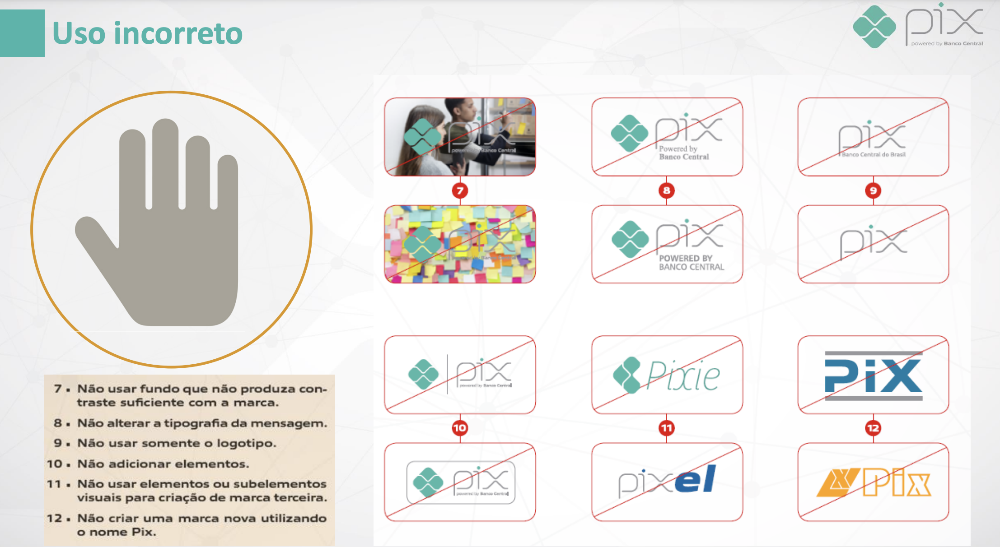 Uso incorreto
pix
powered by Banco Central
7 ▪ Não usar fundo que não produza con-
traste suficiente com a marca.
8 ▪ Não alterar a tipografia da mensagem.
9 ▪ Não usar somente o logotipo.
10 ▪ Não adicionar elementos.
11 ▪ Não usar elementos ou subelementos
visuais para criação de marca terceira.
12 ▪ Não criar uma marca nova utilizando
o nome Pix.
pix
powered by Banco Central
7
pix
powered by Banco Central
pix
Powered by
Banco Central
8
pix
POWERED BY
BANCO CENTRAL
pix
Banco Central do Brasil
9
pix
pix
powered by Banco Central
10
pix
powered by Banco Central
Pixie
11
pixel
PiX
12
Pix